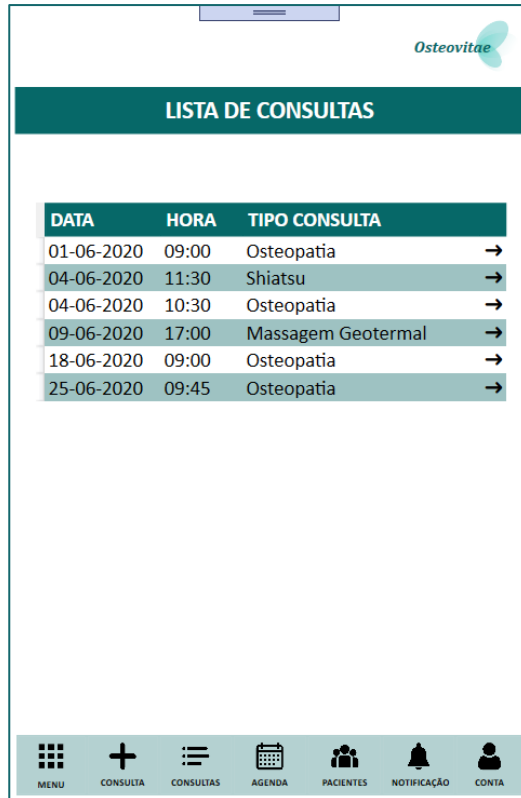 Osteovitae
LISTA DE CONSULTAS
DATA HORA TIPO CONSULTA
01-06-2020 09:00 Osteopatia →
04-06-2020 11:30 Shiatsu →
04-06-2020 10:30 Osteopatia →
09-06-2020 17:00 Massagem Geotermal →
18-06-2020 09:00 Osteopatia →
25-06-2020 09:45 Osteopatia →
MENU CONSULTA CONSULTAS AGENDA PACIENTES NOTIFICAÇÃO CONTA